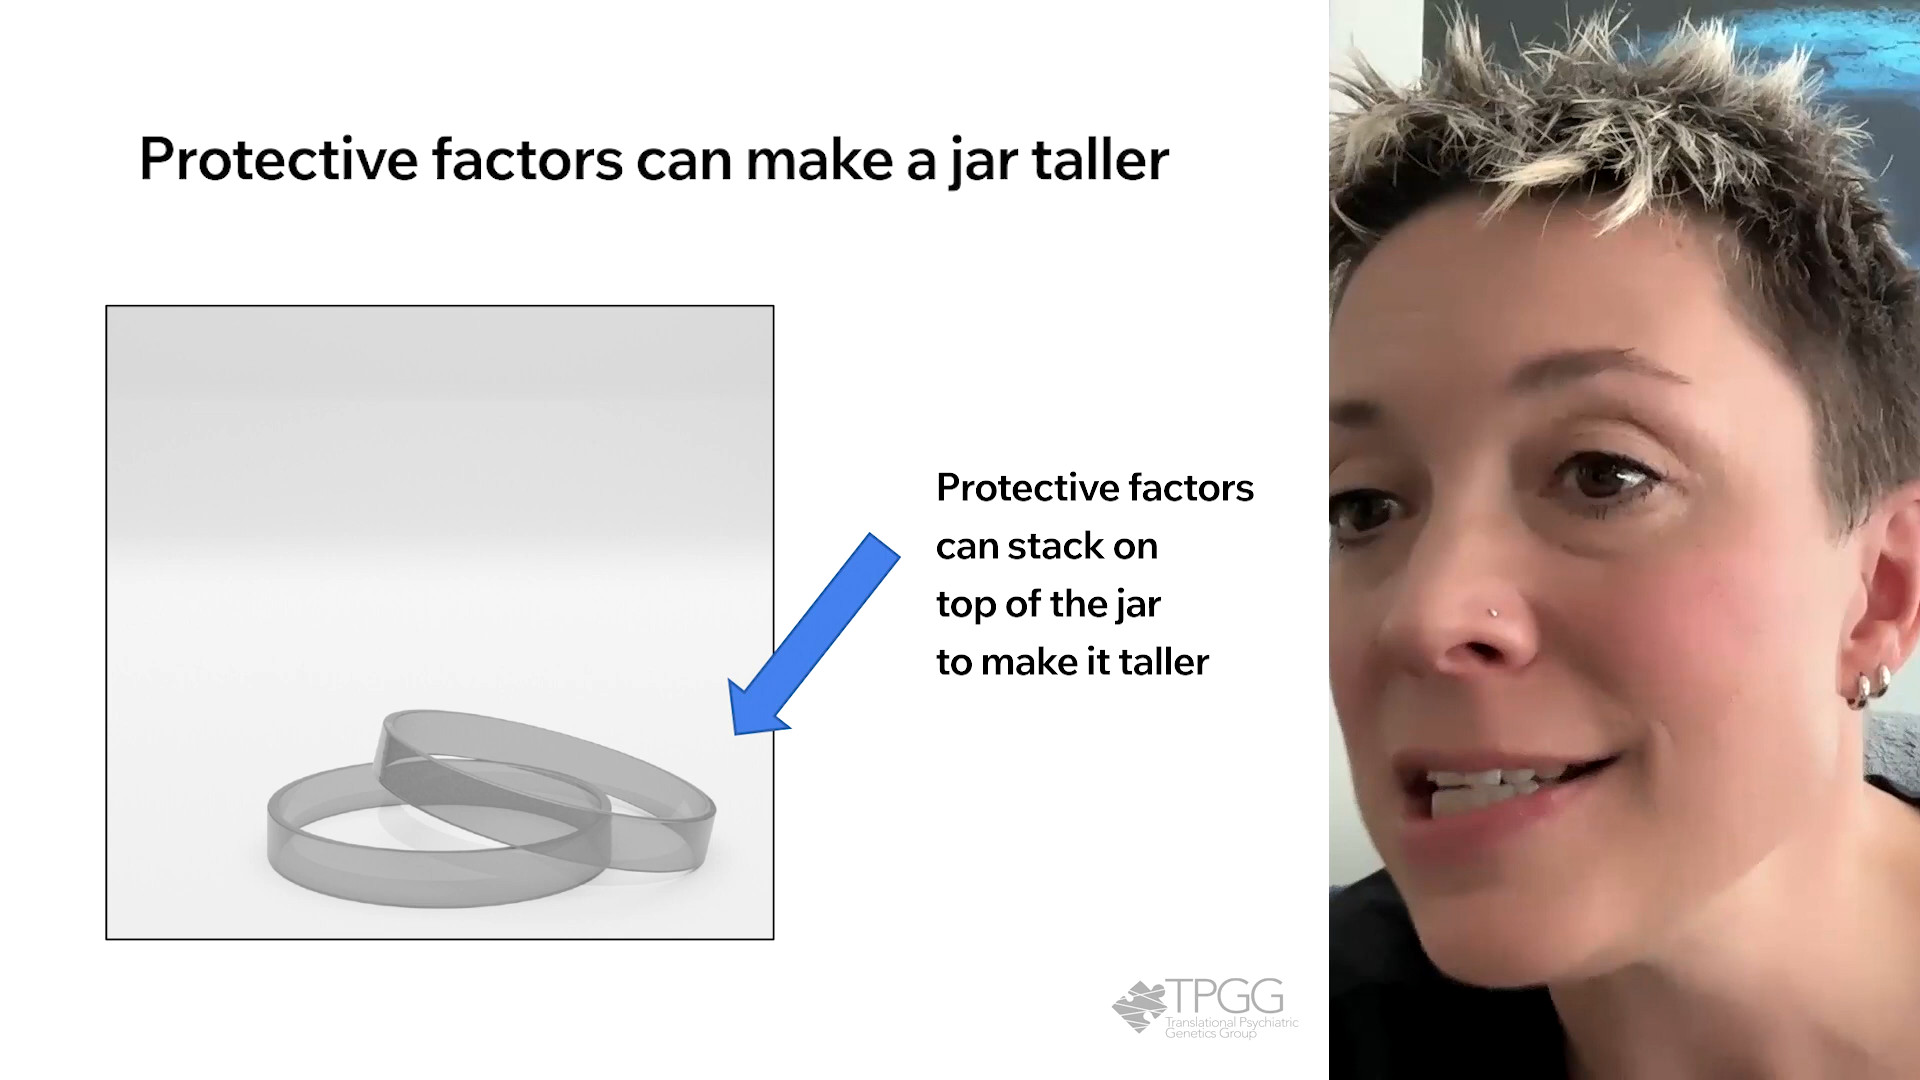 Protective factors can make a jar taller
Protective factors
can stack on
top of the jar
to make it taller
TPGG
Translational Psychiatric
Genetics Group